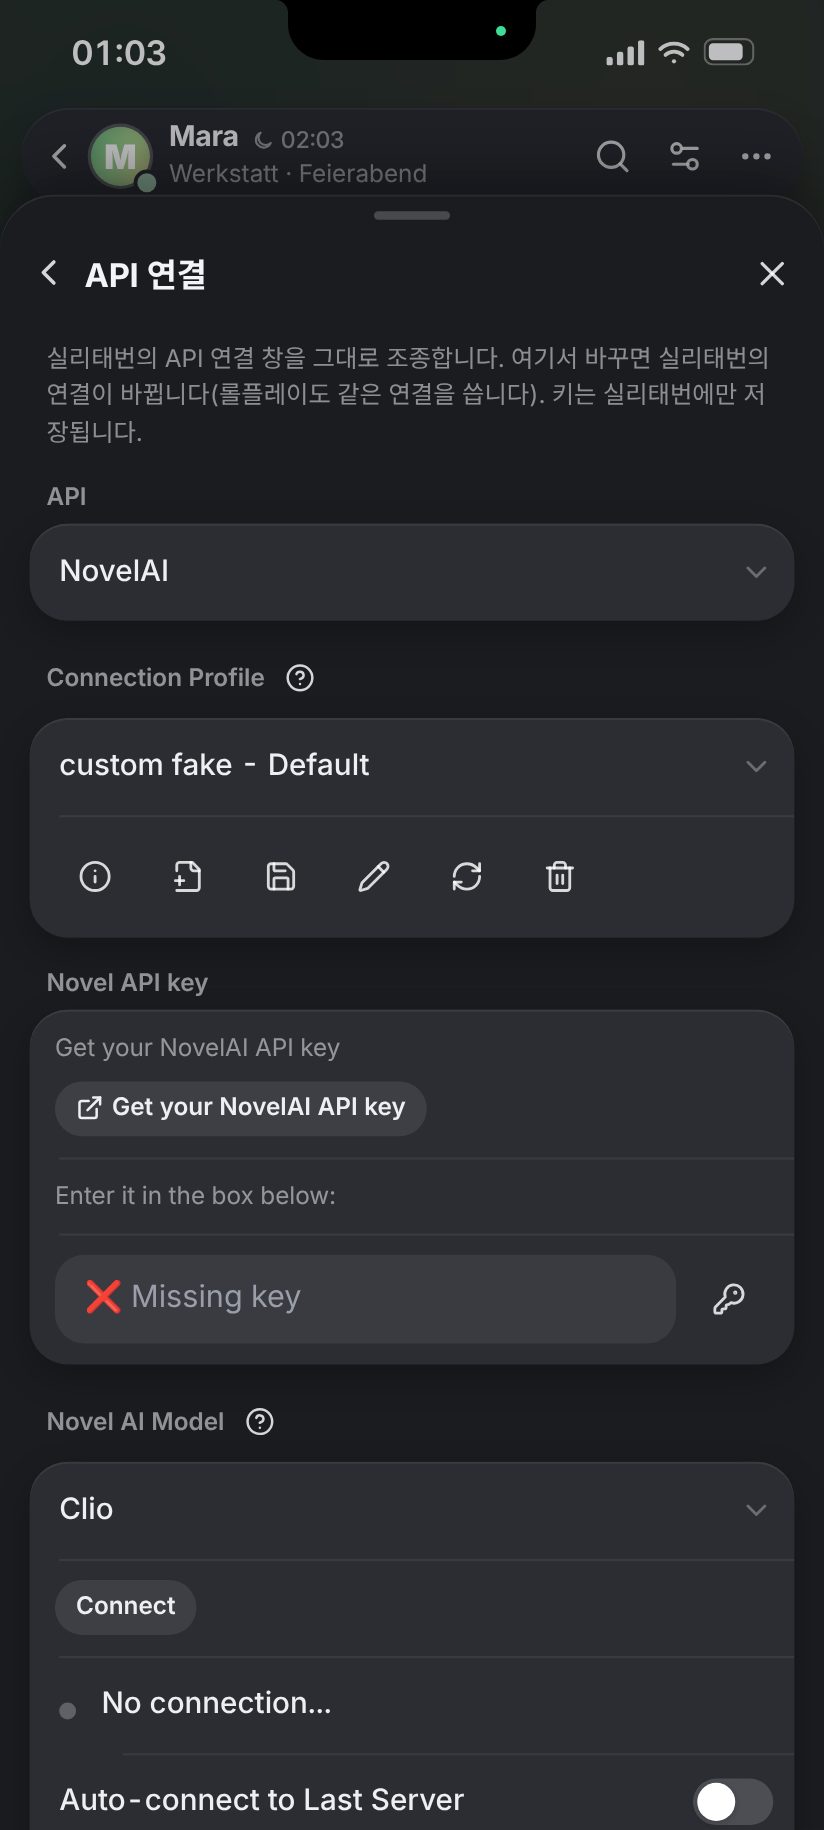 01:03
M
Mara 02:03
Werkstatt · Feierabend
API 연결
실리태번의 API 연결 창을 그대로 조종합니다. 여기서 바꾸면 실리태번의
연결이 바뀝니다(롤플레이도 같은 연결을 씁니다). 키는 실리태번에만 저
장됩니다.
API
NovelAI
Connection Profile
custom fake - Default
Novel API key
Get your NovelAI API key
Get your NovelAI API key
Enter it in the box below:
❌ Missing key
Novel AI Model
Clio
Connect
No connection...
Auto-connect to Last Server